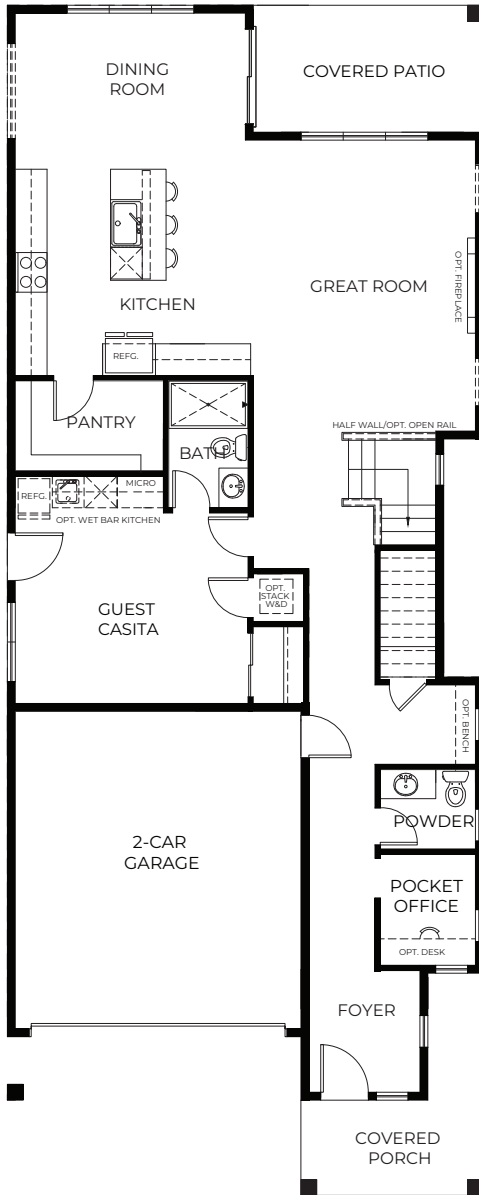 DINING
ROOM
COVERED PATIO
OPT. FIREPLACE
GREAT ROOM
KITCHEN
REFG.
PANTRY
HALF WALL/OPT. OPEN RAIL
BATH
MICRO
REFG.
OPT. WET BAR KITCHEN
OPT.
STACK
W&D
GUEST
CASITA
OPT. BENCH
POWDER
2-CAR
GARAGE
POCKET
OFFICE
OPT. DESK
FOYER
COVERED
PORCH